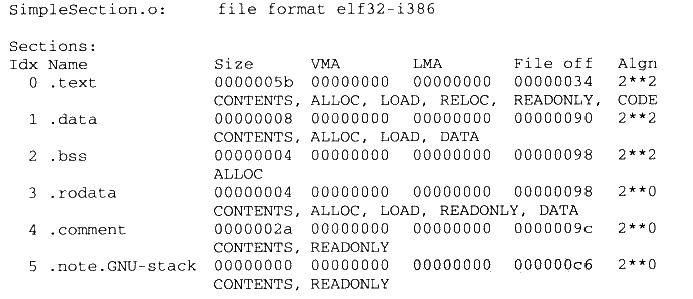 SimpleSection.o:     file format elf32-i386
Sections:
Idx Name          Size      VMA       LMA       File off  Algn
  0 .text         0000005b  00000000  00000000  00000034  2**2
                  CONTENTS, ALLOC, LOAD, RELOC, READONLY, CODE
  1 .data         00000008  00000000  00000000  00000090  2**2
                  CONTENTS, ALLOC, LOAD, DATA
  2 .bss          00000004  00000000  00000000  00000098  2**2
                  ALLOC
  3 .rodata       00000004  00000000  00000000  00000098  2**0
                  CONTENTS, ALLOC, LOAD, READONLY, DATA
  4 .comment      0000002a  00000000  00000000  0000009c  2**0
                  CONTENTS, READONLY
  5 .note.GNU-stack 00000000  00000000  00000000  000000c6  2**0
                  CONTENTS, READONLY